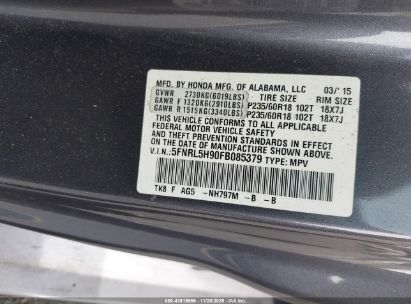 MFD. BY HONDA MFG. OF ALABAMA, LLC 03/'15
GVWR 2730KG(6019LBS) TIRE SIZE RIM SIZE
GAWR F 1320KG(2910LBS) P235/60R18 102T 18X7J
GAWR R 1515KG(3340LBS) P235/60R18 102T 18X7J
THIS VEHICLE CONFORMS TO ALL APPLICABLE FEDERAL
MOTOR VEHICLE SAFETY AND THEFT PREVENTION
STANDARDS IN EFFECT ON THE DATE OF
MANUFACTURE SHOWN ABOVE.
V.I.N: 5FNRL5H90FB085379 TYPE: MPV
TK8 F AG5 -NH797M -B -B